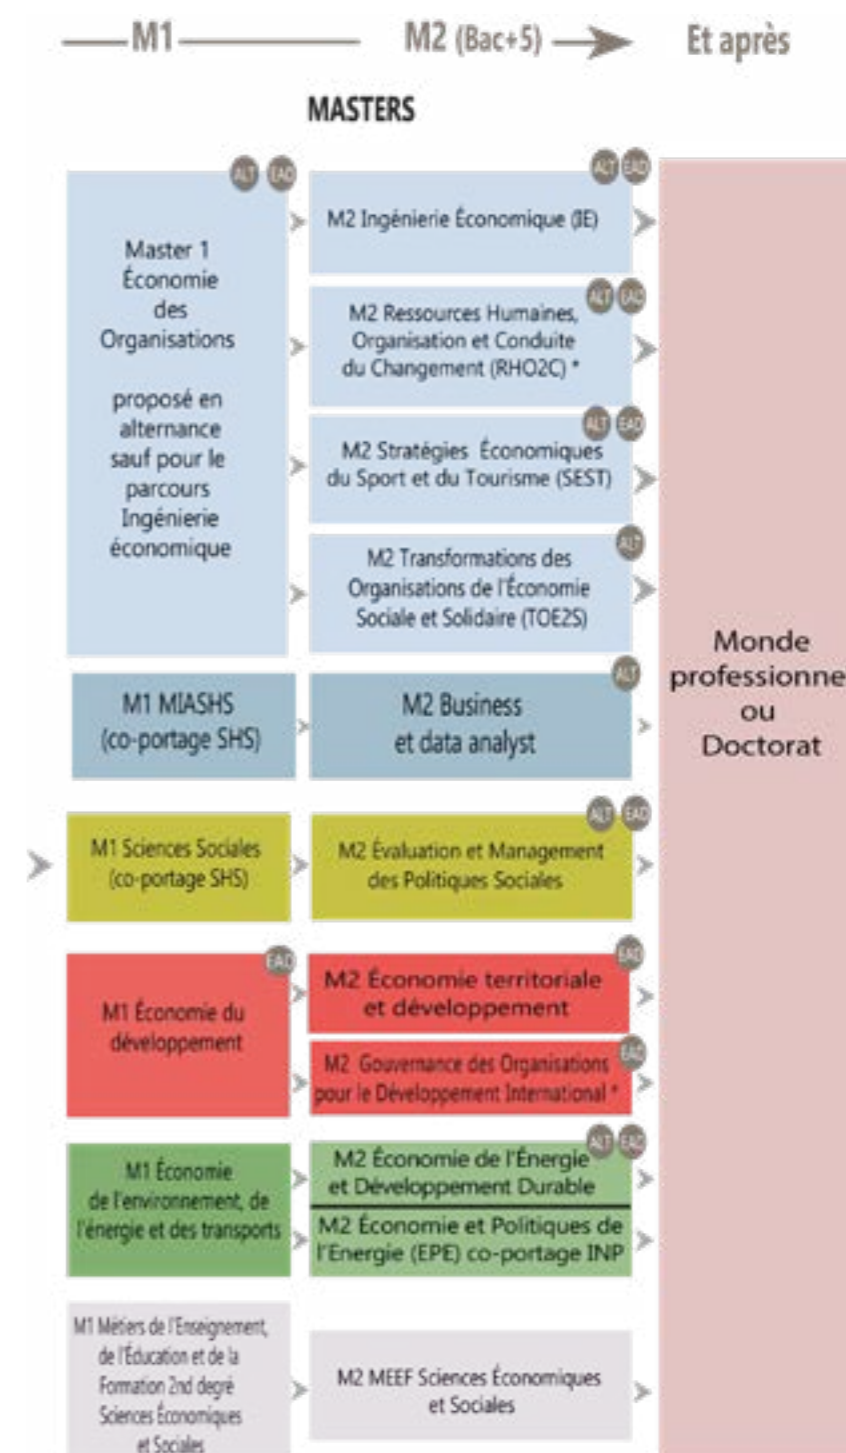 M1
M2 (Bac+5)
Et après
MASTERS
ALT EAD
Master 1
Économie
des
Organisations
proposé en
alternance
sauf pour le
parcours
Ingénierie
économique
ALT EAD
M2 Ingénierie Économique (IE)
ALT EAD
M2 Ressources Humaines,
Organisation et Conduite
du Changement (RHO2C) *
ALT EAD
M2 Stratégies Économiques
du Sport et du Tourisme (SEST)
ALT
M2 Transformations des
Organisations de l'Économie
Sociale et Solidaire (TOE2S)
M1 MIASHS
(co-portage SHS)
ALT
M2 Business
et data analyst
M1 Sciences Sociales
(co-portage SHS)
ALT EAD
M2 Évaluation et Management
des Politiques Sociales
EAD
M1 Économie du
développement
EAD
M2 Économie territoriale
et développement
EAD
M2 Gouvernance des Organisations
pour le Développement International *
M1 Économie
de l'environnement, de
l'énergie et des transports
ALT EAD
M2 Économie de l'Énergie
et Développement Durable
M2 Économie et Politiques de
l'Energie (EPE) co-portage INP
M1 Métiers de l'Enseignement,
de l'Éducation et de la
Formation 2nd degré
Sciences Économiques
et Sociales
M2 MEEF Sciences Économiques
et Sociales
Monde
professionne
ou
Doctorat